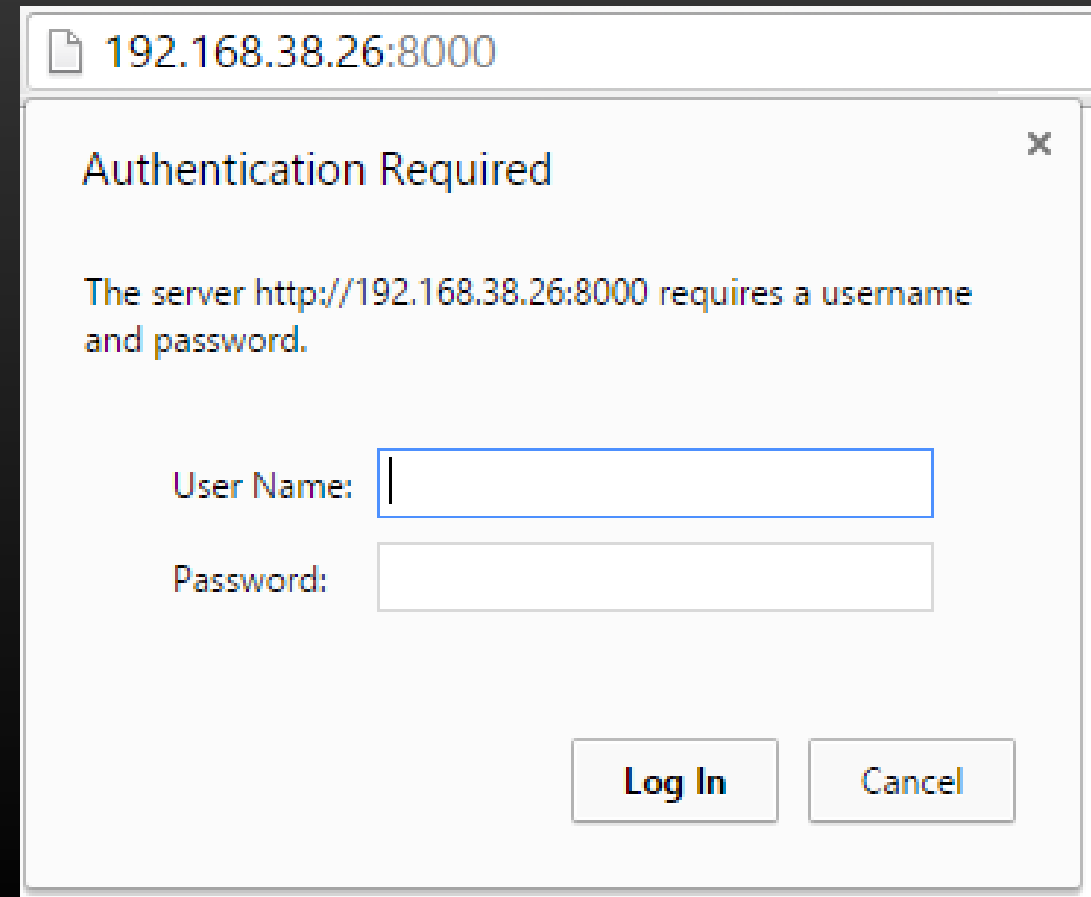 192.168.38.26:8000
Authentication Required
The server http://192.168.38.26:8000 requires a username
and password.
User Name:
Password:
Log In Cancel